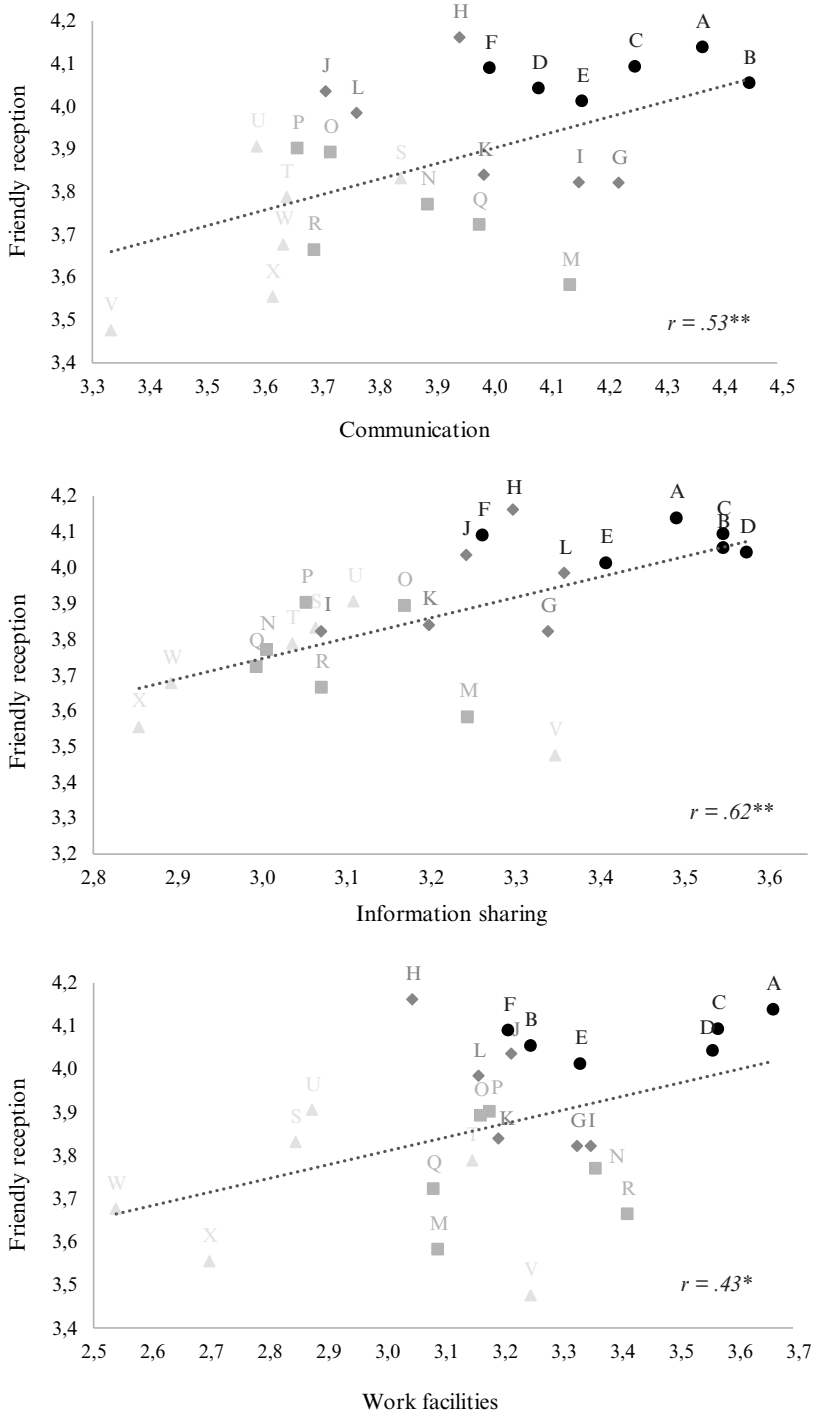 4,2
4,1
4,0
3,9
3,8
3,7
3,6
3,5
3,4
Friendly reception
H
F
D
E
C
A
B
J
L
U
P
O
S
K
I
G
T
N
Q
W
R
X
M
V
r = .53**
3,3 3,4 3,5 3,6 3,7 3,8 3,9 4,0 4,1 4,2 4,3 4,4 4,5
Communication
4,2
4,1
4,0
3,9
3,8
3,7
3,6
3,5
3,4
3,3
3,2
Friendly reception
H
F
A
C
B
D
J
E
L
P
U
O
I
S
K
G
T
N
Q
R
W
M
X
V
r = .62**
2,8 2,9 3,0 3,1 3,2 3,3 3,4 3,5 3,6
Information sharing
4,2
4,1
4,0
3,9
3,8
3,7
3,6
3,5
3,4
Friendly reception
H
F
B
J
E
D
C
A
L
U
O
P
S
K
G
I
T
N
Q
W
R
M
X
V
r = .43*
2,5 2,6 2,7 2,8 2,9 3,0 3,1 3,2 3,3 3,4 3,5 3,6 3,7
Work facilities